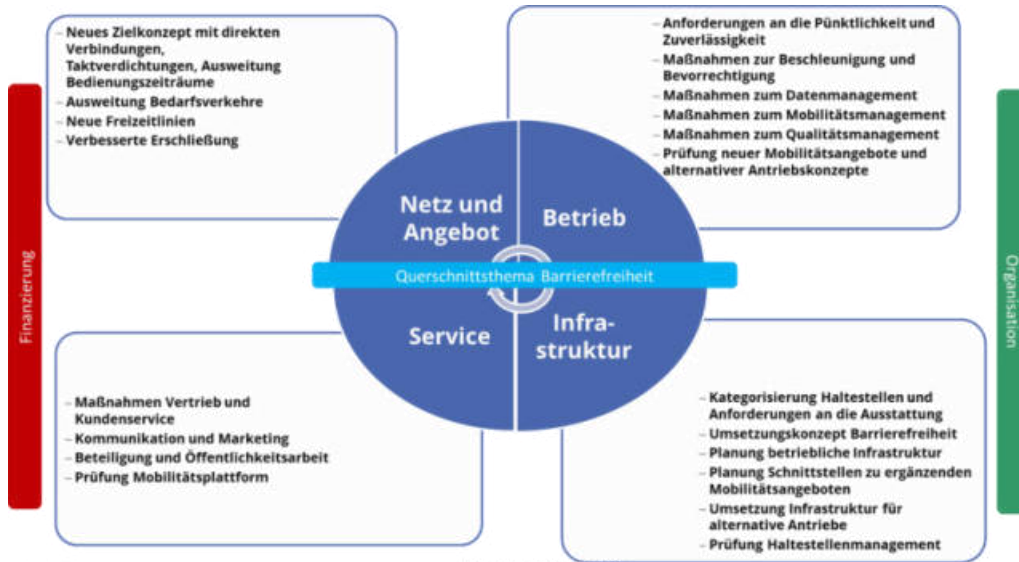 – Neues Zielkonzept mit direkten
Verbindungen,
Taktverdichtungen, Ausweitung
Bedienungszeiträume
– Ausweitung Bedarfsverkehre
– Neue Freizeitlinien
– Verbesserte Erschließung
– Anforderungen an die Pünktlichkeit und
Zuverlässigkeit
– Maßnahmen zur Beschleunigung und
Bevorrechtigung
– Maßnahmen zum Datenmanagement
– Maßnahmen zum Mobilitätsmanagement
– Maßnahmen zum Qualitätsmanagement
– Prüfung neuer Mobilitätsangebote und
alternativer Antriebskonzepte
Finanzierung
Netz und
Angebot
Betrieb
Querschnittsthema Barrierefreiheit
Service
Infra-
struktur
Organisation
– Maßnahmen Vertrieb und
Kundenservice
– Kommunikation und Marketing
– Beteiligung und Öffentlichkeitsarbeit
– Prüfung Mobilitätsplattform
– Kategorisierung Haltestellen und
Anforderungen an die Ausstattung
– Umsetzungskonzept Barrierefreiheit
– Planung betriebliche Infrastruktur
– Planung Schnittstellen zu ergänzenden
Mobilitätsangeboten
– Umsetzung Infrastruktur für
alternative Antriebe
– Prüfung Haltestellenmanagement